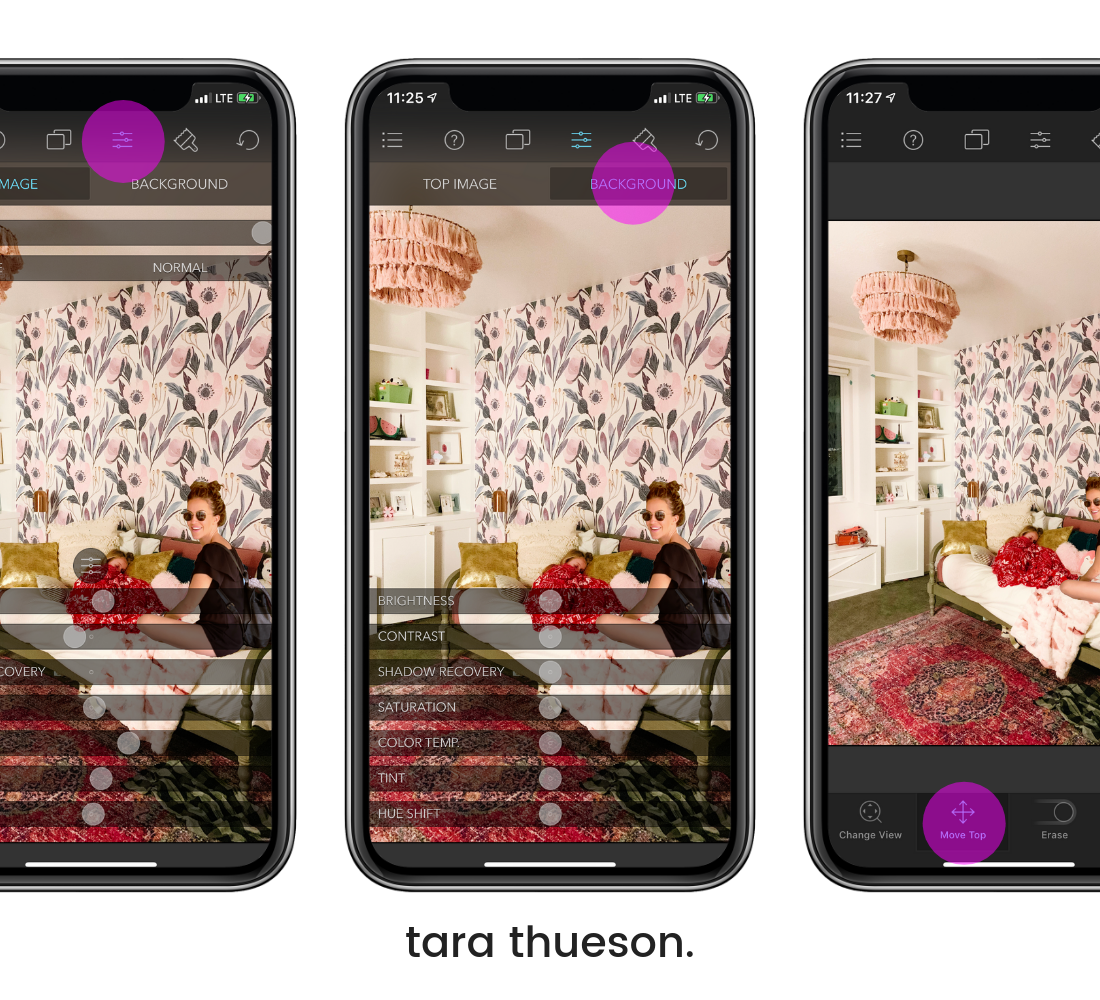 LTE
MAGE
BACKGROUND
E
NORMAL
COVERY
11:25
LTE
TOP IMAGE
BACKGROUND
BRIGHTNESS
CONTRAST
SHADOW RECOVERY
SATURATION
COLOR TEMP.
TINT
HUE SHIFT
11:27
Change View
Move Top
Erase
tara thueson.